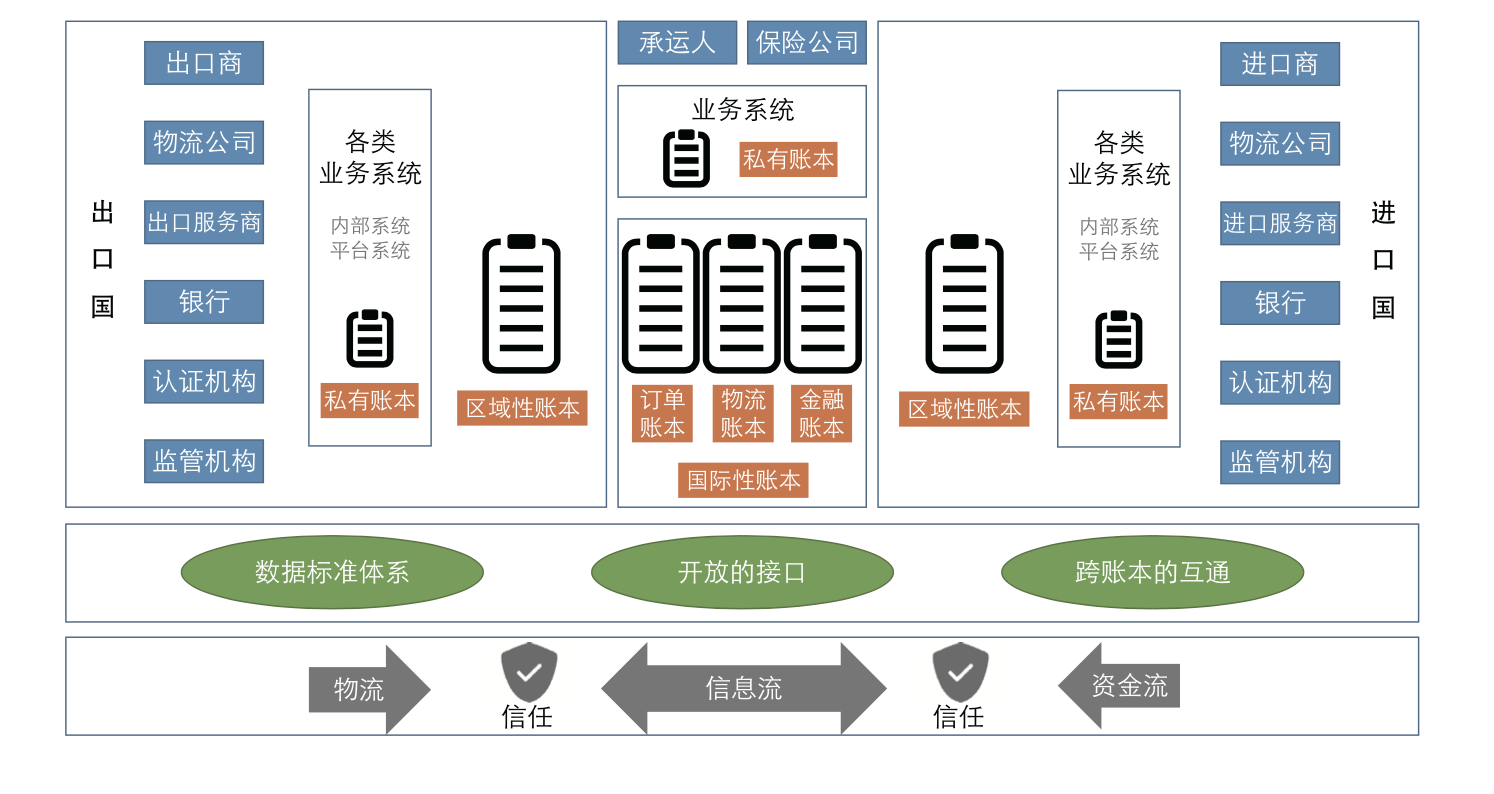 出
口
国
出口商
物流公司
出口服务商
银行
认证机构
监管机构
各类
业务系统
内部系统
平台系统
私有账本
区域性账本
承运人
保险公司
业务系统
私有账本
订单
账本
物流
账本
金融
账本
国际性账本
区域性账本
各类
业务系统
内部系统
平台系统
私有账本
进口商
物流公司
进口服务商
银行
认证机构
监管机构
进
口
国
数据标准体系
开放的接口
跨账本的互通
物流
信任
信息流
信任
资金流